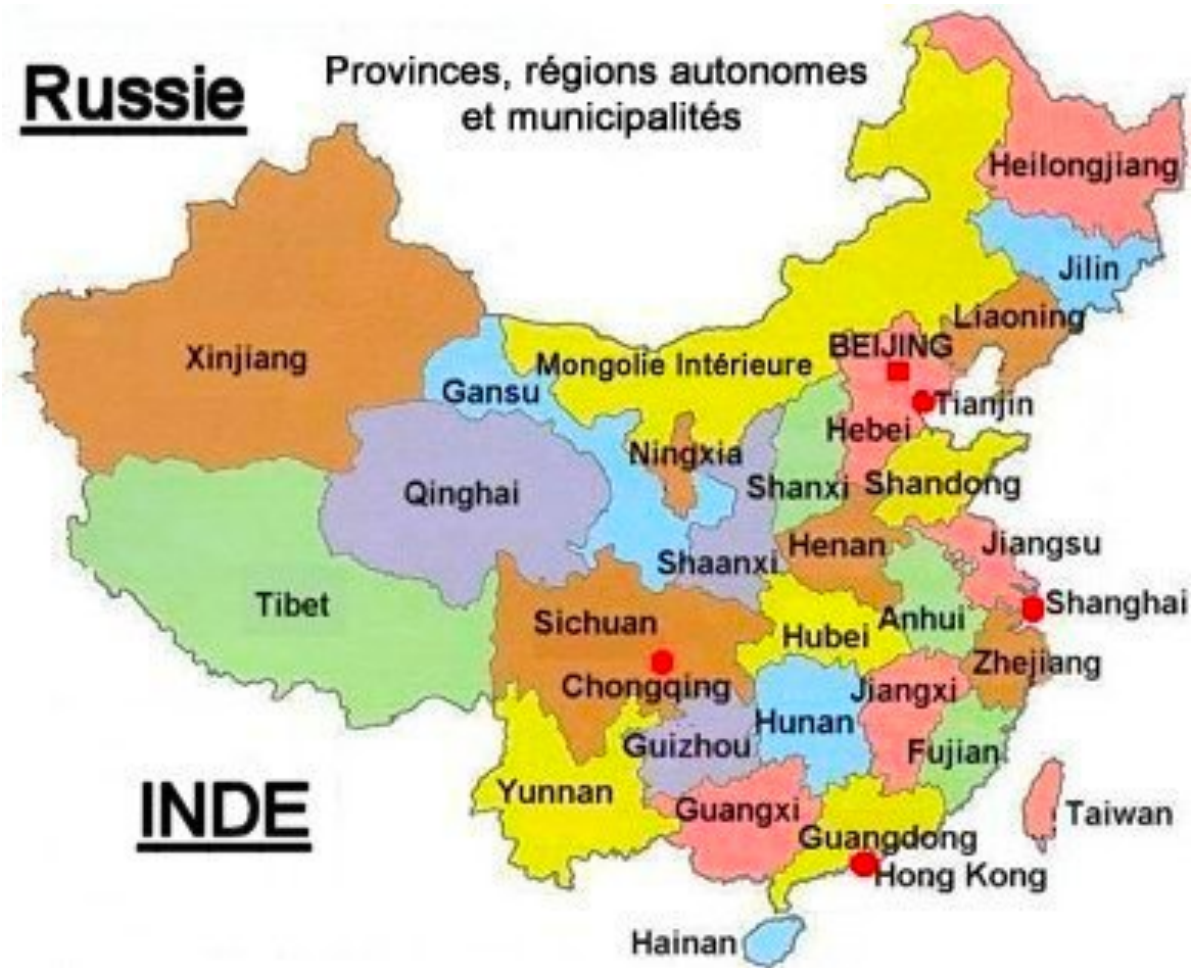 Russie
Provinces, régions autonomes
et municipalités
Heilongjiang
Jilin
Liaoning
BEIJING
Xinjiang
Mongolie Intérieure
Gansu
Tianjin
Hebei
Ningxia
Qinghai
Shanxi
Shandong
Jiangsu
Henan
Shaanxi
Tibet
Shanghai
Anhui
Sichuan
Hubei
Zhejiang
Chongqing
Jiangxi
Hunan
Guizhou
Fujian
Yunnan
INDE
Guangxi
Taiwan
Guangdong
Hong Kong
Hainan